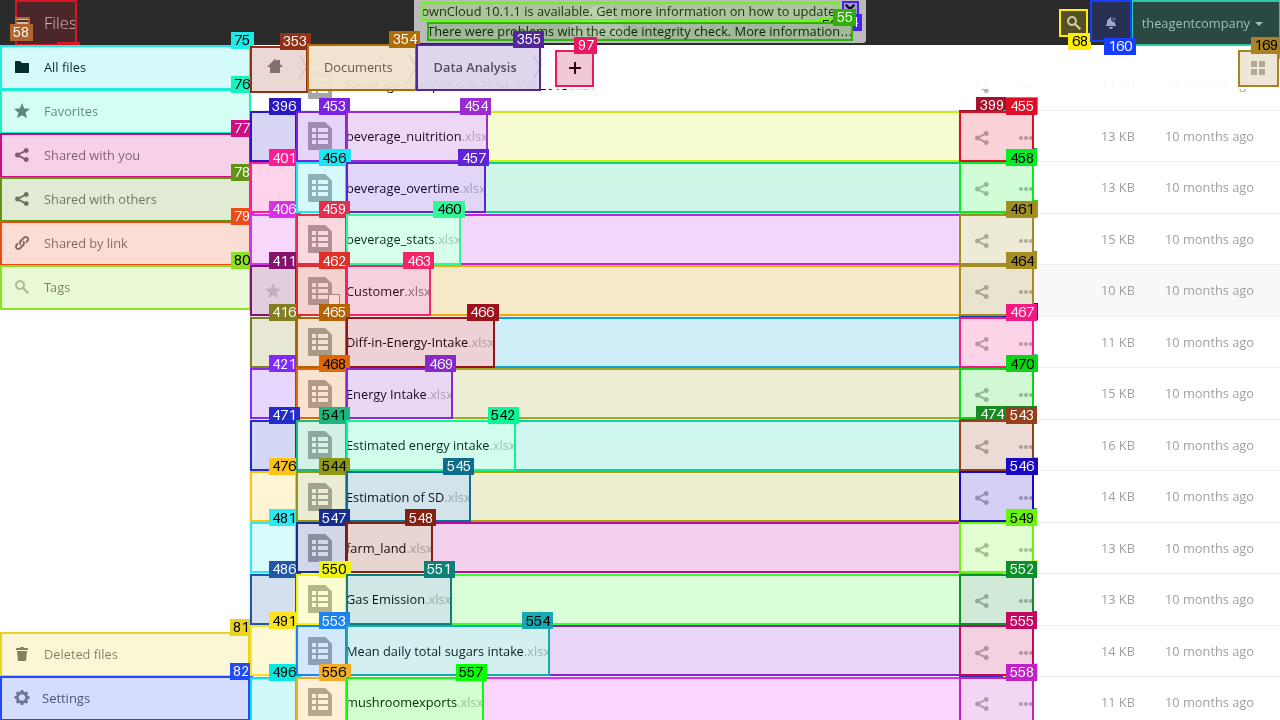 ownCloud 10.1.1 is available. Get more information on how to update
55
There were problems with the code integrity check. More information...
Files
58
theagentcompany
68
160
169
75
353
354
355
97
All files
Documents
Data Analysis
+
76
Favorites
396
453
454
399
455
77
beverage_nuitrition.xlsx
13 KB
10 months ago
Shared with you
401
456
457
458
78
beverage_overtime.xlsx
13 KB
10 months ago
Shared with others
406
459
460
461
79
beverage_stats.xlsx
15 KB
10 months ago
Shared by link
80
411
462
463
464
Tags
Customer.xlsx
10 KB
10 months ago
416
465
466
467
Diff-in-Energy-Intake.xlsx
11 KB
10 months ago
421
468
469
470
Energy Intake.xlsx
15 KB
10 months ago
471
541
542
474
543
Estimated energy intake.xlsx
16 KB
10 months ago
476
544
545
546
Estimation of SD.xlsx
14 KB
10 months ago
481
547
548
549
farm_land.xlsx
13 KB
10 months ago
486
550
551
552
Gas Emission.xlsx
13 KB
10 months ago
81
491
553
554
555
Deleted files
Mean daily total sugars intake.xlsx
14 KB
10 months ago
82
496
556
557
558
Settings
mushroomexports.xlsx
11 KB
10 months ago